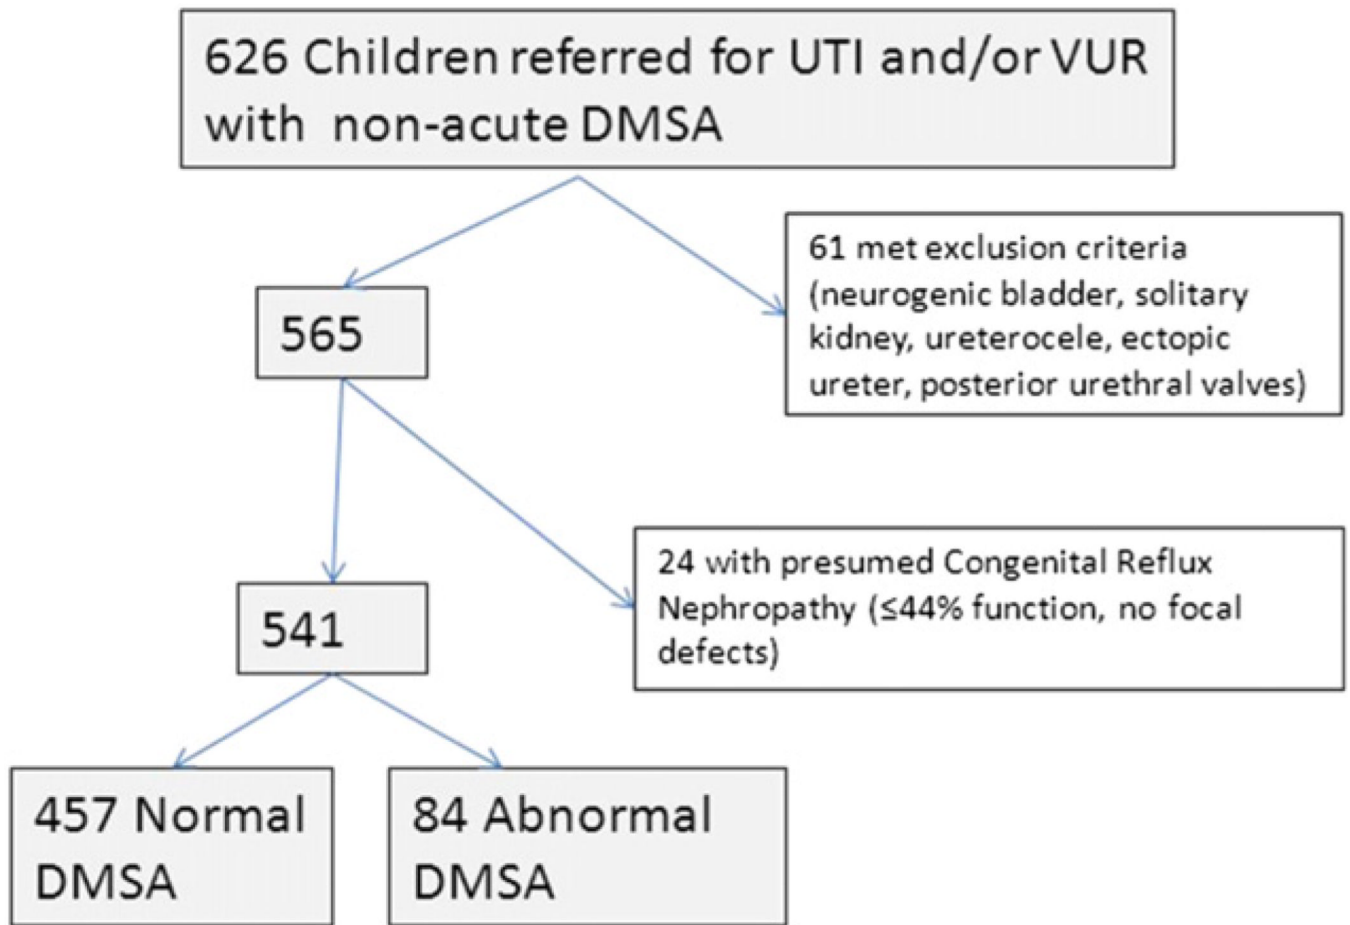 626 Children referred for UTI and/or VUR
with non-acute DMSA
61 met exclusion criteria
(neurogenic bladder, solitary
kidney, ureterocele, ectopic
ureter, posterior urethral valves)
565
24 with presumed Congenital Reflux
Nephropathy (≤44% function, no focal
defects)
541
457 Normal
DMSA
84 Abnormal
DMSA